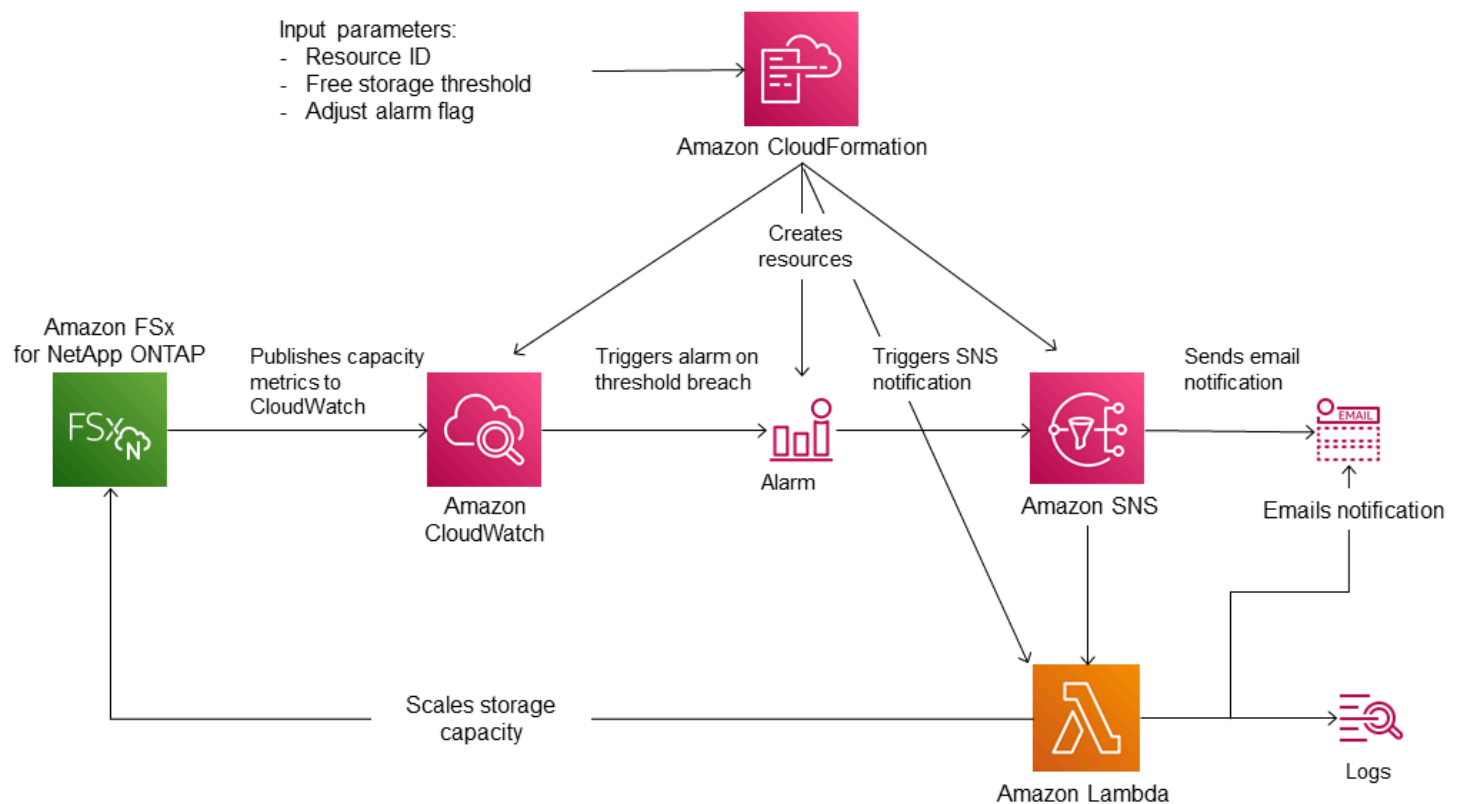 Input parameters:
- Resource ID
- Free storage threshold
- Adjust alarm flag
Amazon CloudFormation
Creates
resources
Amazon FSx
for NetApp ONTAP
FSx
N
Publishes capacity
metrics to
CloudWatch
Amazon
CloudWatch
Triggers alarm on
threshold breach
Alarm
Triggers SNS
notification
Amazon SNS
Sends email
notification
EMAIL
Emails notification
Scales storage
capacity
Amazon Lambda
Logs